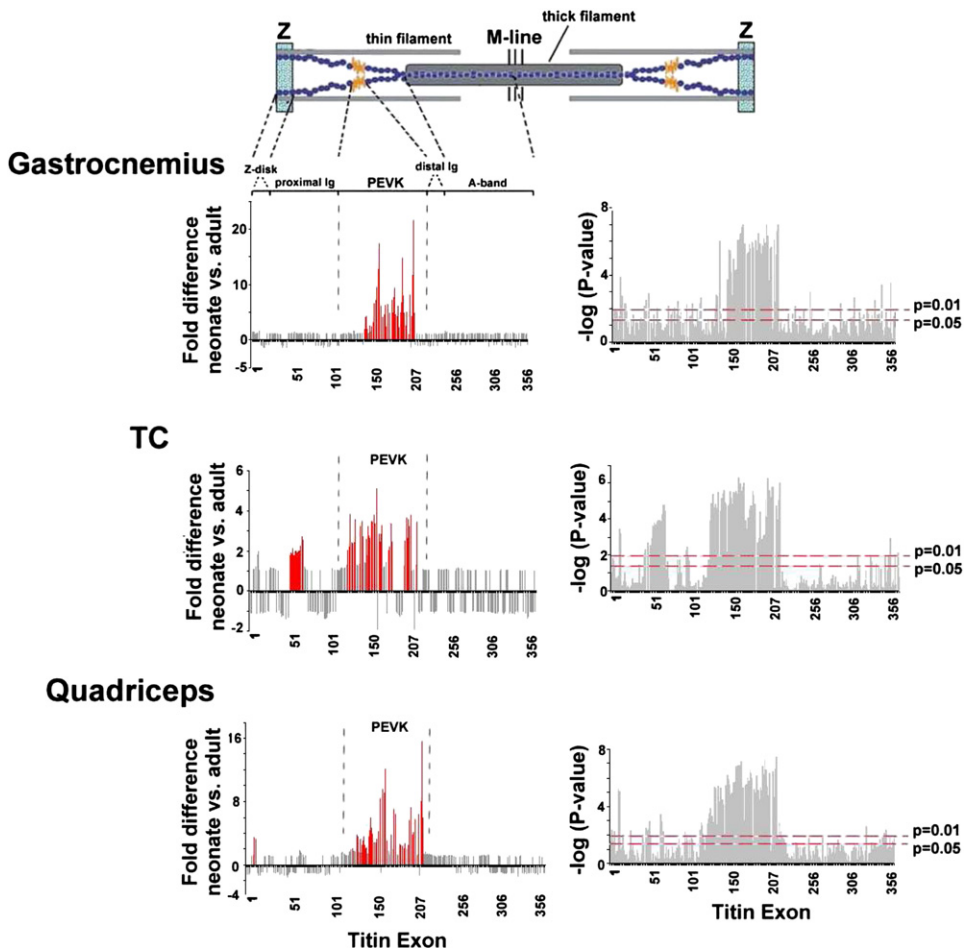 Z
thin filament
M-line
thick filament
Z
Gastrocnemius
Z-disk
proximal Ig
PEVK
distal Ig
A-band
Fold difference
neonate vs. adult
20
10
0
-5
1
51
101
150
207
256
306
356
-log (P-value)
8
4
0
1
51
101
150
207
256
306
356
p=0.01
p=0.05
TC
PEVK
Fold difference
neonate vs. adult
6
4
2
0
-2
1
51
101
150
207
256
306
356
-log (P-value)
6
4
2
0
1
51
101
150
207
256
306
356
p=0.01
p=0.05
Quadriceps
PEVK
Fold difference
neonate vs. adult
16
8
0
-4
1
51
101
150
207
256
306
356
Titin Exon
-log (P-value)
8
4
0
1
51
101
150
207
256
306
356
p=0.01
p=0.05
Titin Exon